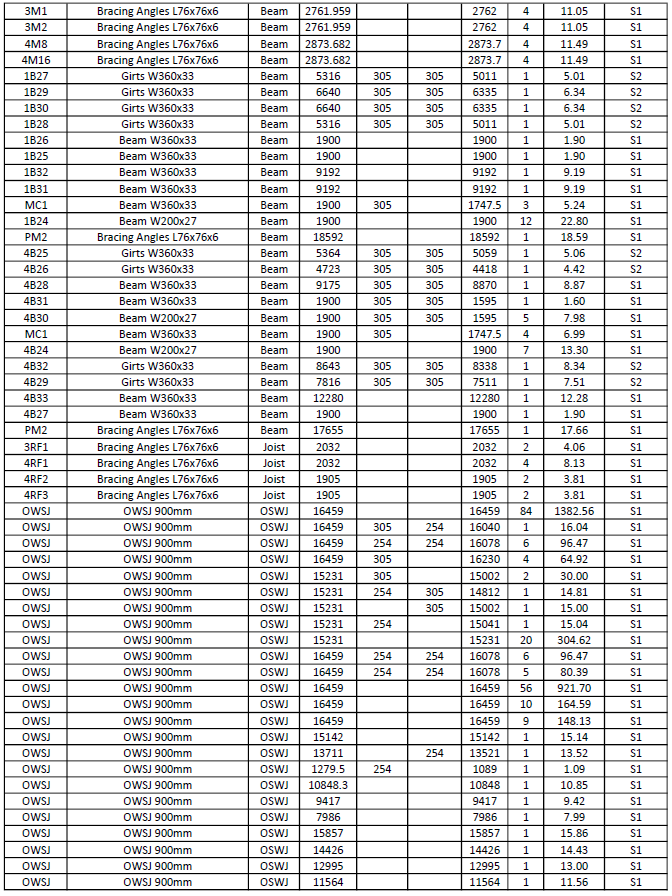 3M1 Bracing Angles L76x76x6 Beam 2761.959 2762 4 11.05 S1
3M2 Bracing Angles L76x76x6 Beam 2761.959 2762 4 11.05 S1
4M8 Bracing Angles L76x76x6 Beam 2873.682 2873.7 4 11.49 S1
4M16 Bracing Angles L76x76x6 Beam 2873.682 2873.7 4 11.49 S1
1B27 Girts W360x33 Beam 5316 305 305 5011 1 5.01 S2
1B29 Girts W360x33 Beam 6640 305 305 6335 1 6.34 S2
1B30 Girts W360x33 Beam 6640 305 305 6335 1 6.34 S2
1B28 Girts W360x33 Beam 5316 305 305 5011 1 5.01 S2
1B26 Beam W360x33 Beam 1900 1900 1 1.90 S1
1B25 Beam W360x33 Beam 1900 1900 1 1.90 S1
1B32 Beam W360x33 Beam 9192 9192 1 9.19 S1
1B31 Beam W360x33 Beam 9192 9192 1 9.19 S1
MC1 Beam W360x33 Beam 1900 305 1747.5 3 5.24 S1
1B24 Beam W200x27 Beam 1900 1900 12 22.80 S1
PM2 Bracing Angles L76x76x6 Beam 18592 18592 1 18.59 S1
4B25 Girts W360x33 Beam 5364 305 305 5059 1 5.06 S2
4B26 Girts W360x33 Beam 4723 305 305 4418 1 4.42 S2
4B28 Beam W360x33 Beam 9175 305 305 8870 1 8.87 S1
4B31 Beam W360x33 Beam 1900 305 305 1595 1 1.60 S1
4B30 Beam W200x27 Beam 1900 305 305 1595 5 7.98 S1
MC1 Beam W360x33 Beam 1900 305 1747.5 4 6.99 S1
4B24 Beam W200x27 Beam 1900 1900 7 13.30 S1
4B32 Girts W360x33 Beam 8643 305 305 8338 1 8.34 S2
4B29 Girts W360x33 Beam 7816 305 305 7511 1 7.51 S2
4B33 Beam W360x33 Beam 12280 12280 1 12.28 S1
4B27 Beam W360x33 Beam 1900 1900 1 1.90 S1
PM2 Bracing Angles L76x76x6 Beam 17655 17655 1 17.66 S1
3RF1 Bracing Angles L76x76x6 Joist 2032 2032 2 4.06 S1
4RF1 Bracing Angles L76x76x6 Joist 2032 2032 4 8.13 S1
4RF2 Bracing Angles L76x76x6 Joist 1905 1905 2 3.81 S1
4RF3 Bracing Angles L76x76x6 Joist 1905 1905 2 3.81 S1
OWSJ OWSJ 900mm OSWJ 16459 16459 84 1382.56 S1
OWSJ OWSJ 900mm OSWJ 16459 305 254 16040 1 16.04 S1
OWSJ OWSJ 900mm OSWJ 16459 254 254 16078 6 96.47 S1
OWSJ OWSJ 900mm OSWJ 16459 305 16230 4 64.92 S1
OWSJ OWSJ 900mm OSWJ 15231 305 15002 2 30.00 S1
OWSJ OWSJ 900mm OSWJ 15231 254 305 14812 1 14.81 S1
OWSJ OWSJ 900mm OSWJ 15231 305 15002 1 15.00 S1
OWSJ OWSJ 900mm OSWJ 15231 254 15041 1 15.04 S1
OWSJ OWSJ 900mm OSWJ 15231 15231 20 304.62 S1
OWSJ OWSJ 900mm OSWJ 16459 254 254 16078 6 96.47 S1
OWSJ OWSJ 900mm OSWJ 16459 254 254 16078 5 80.39 S1
OWSJ OWSJ 900mm OSWJ 16459 16459 56 921.70 S1
OWSJ OWSJ 900mm OSWJ 16459 16459 10 164.59 S1
OWSJ OWSJ 900mm OSWJ 16459 16459 9 148.13 S1
OWSJ OWSJ 900mm OSWJ 15142 15142 1 15.14 S1
OWSJ OWSJ 900mm OSWJ 13711 254 13521 1 13.52 S1
OWSJ OWSJ 900mm OSWJ 1279.5 254 1089 1 1.09 S1
OWSJ OWSJ 900mm OSWJ 10848.3 10848 1 10.85 S1
OWSJ OWSJ 900mm OSWJ 9417 9417 1 9.42 S1
OWSJ OWSJ 900mm OSWJ 7986 7986 1 7.99 S1
OWSJ OWSJ 900mm OSWJ 15857 15857 1 15.86 S1
OWSJ OWSJ 900mm OSWJ 14426 14426 1 14.43 S1
OWSJ OWSJ 900mm OSWJ 12995 12995 1 13.00 S1
OWSJ OWSJ 900mm OSWJ 11564 11564 1 11.56 S1